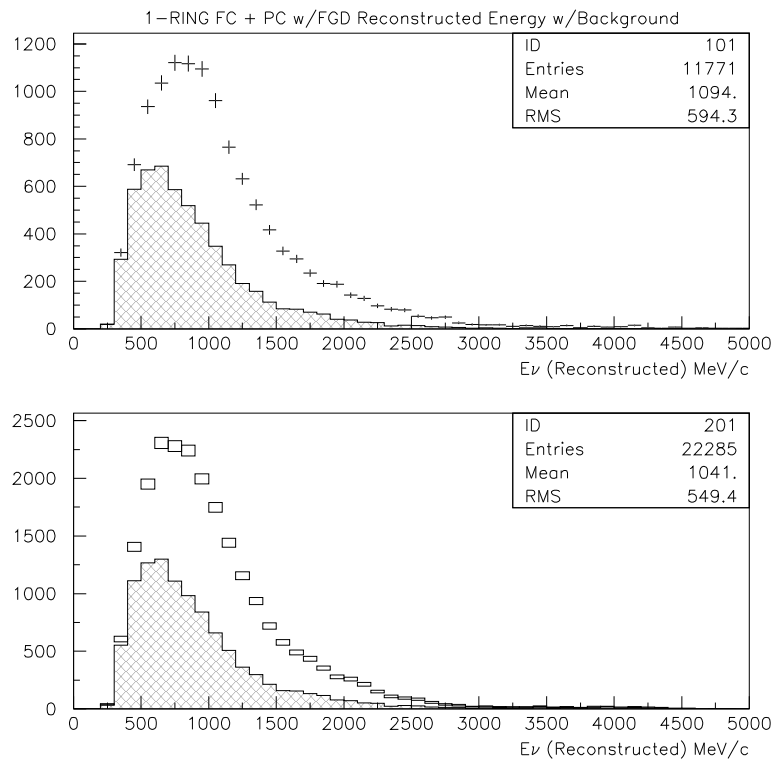 1-RING FC + PC w/FGD Reconstructed Energy w/Background
ID 101
Entries 11771
Mean 1094.
RMS 594.3
1200
1000
800
600
400
200
0
0 500 1000 1500 2000 2500 3000 3500 4000 4500 5000
Eν (Reconstructed) MeV/c
ID 201
Entries 22285
Mean 1041.
RMS 549.4
2500
2000
1500
1000
500
0
0 500 1000 1500 2000 2500 3000 3500 4000 4500 5000
Eν (Reconstructed) MeV/c